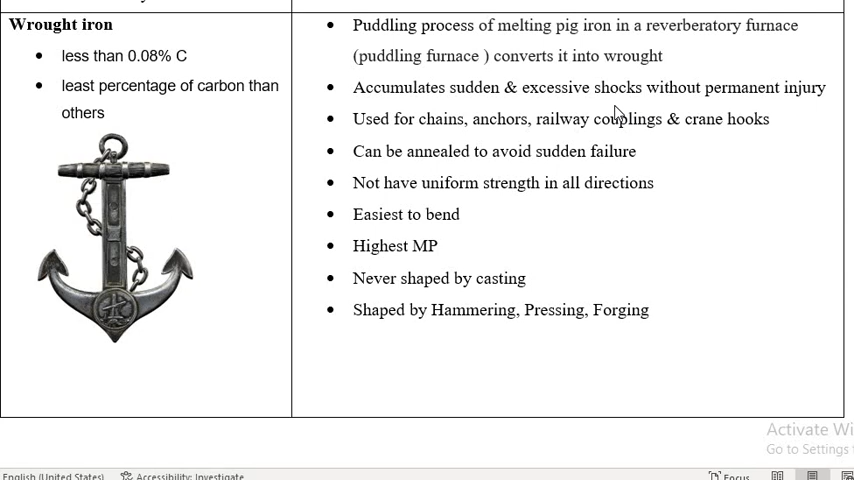 Wrought iron
less than 0.08% C
least percentage of carbon than
others
Puddling process of melting pig iron in a reverberatory furnace
(puddling furnace ) converts it into wrought
Accumulates sudden & excessive shocks without permanent injury
Used for chains, anchors, railway couplings & crane hooks
Can be annealed to avoid sudden failure
Not have uniform strength in all directions
Easiest to bend
Highest MP
Never shaped by casting
Shaped by Hammering, Pressing, Forging
Activate Wi
Go to Settings
English (United States) Accessibility: Investigate Focus